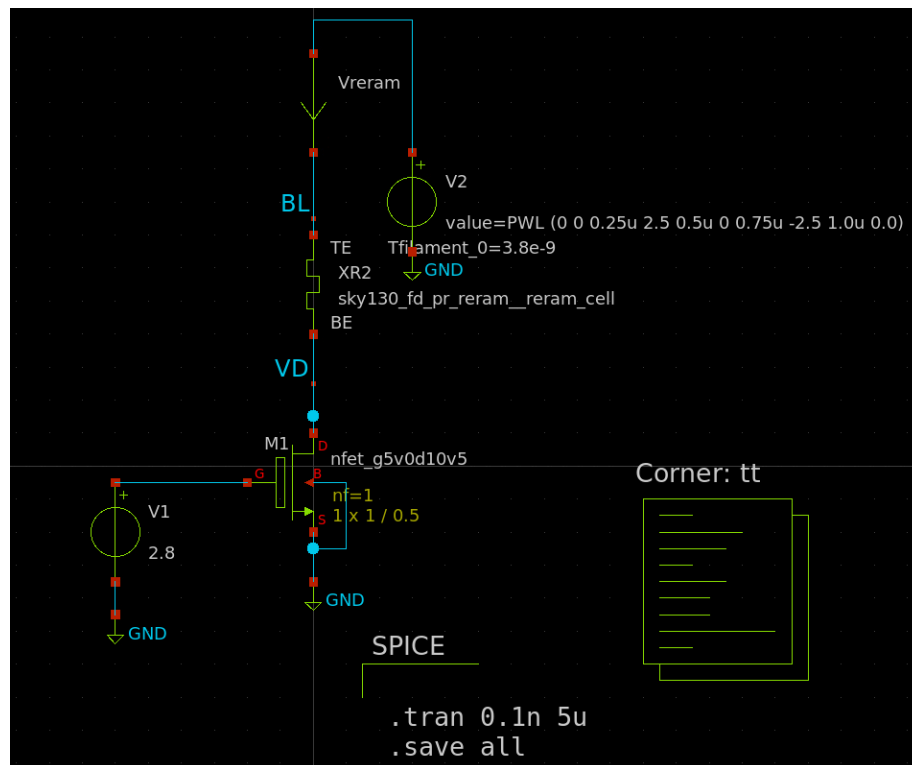 Vreram
+
V2
BL
value=PWL (0 0 0.25u 2.5 0.5u 0 0.75u -2.5 1.0u 0.0)
TE
Tfilament_0=3.8e-9
XR2
GND
sky130_fd_pr_reram__reram_cell
BE
VD
M1
D
nfet_g5v0d10v5
G
B
Corner: tt
+
nf=1
V1
1 x 1 / 0.5
S
2.8
GND
GND
SPICE
.tran 0.1n 5u
.save all